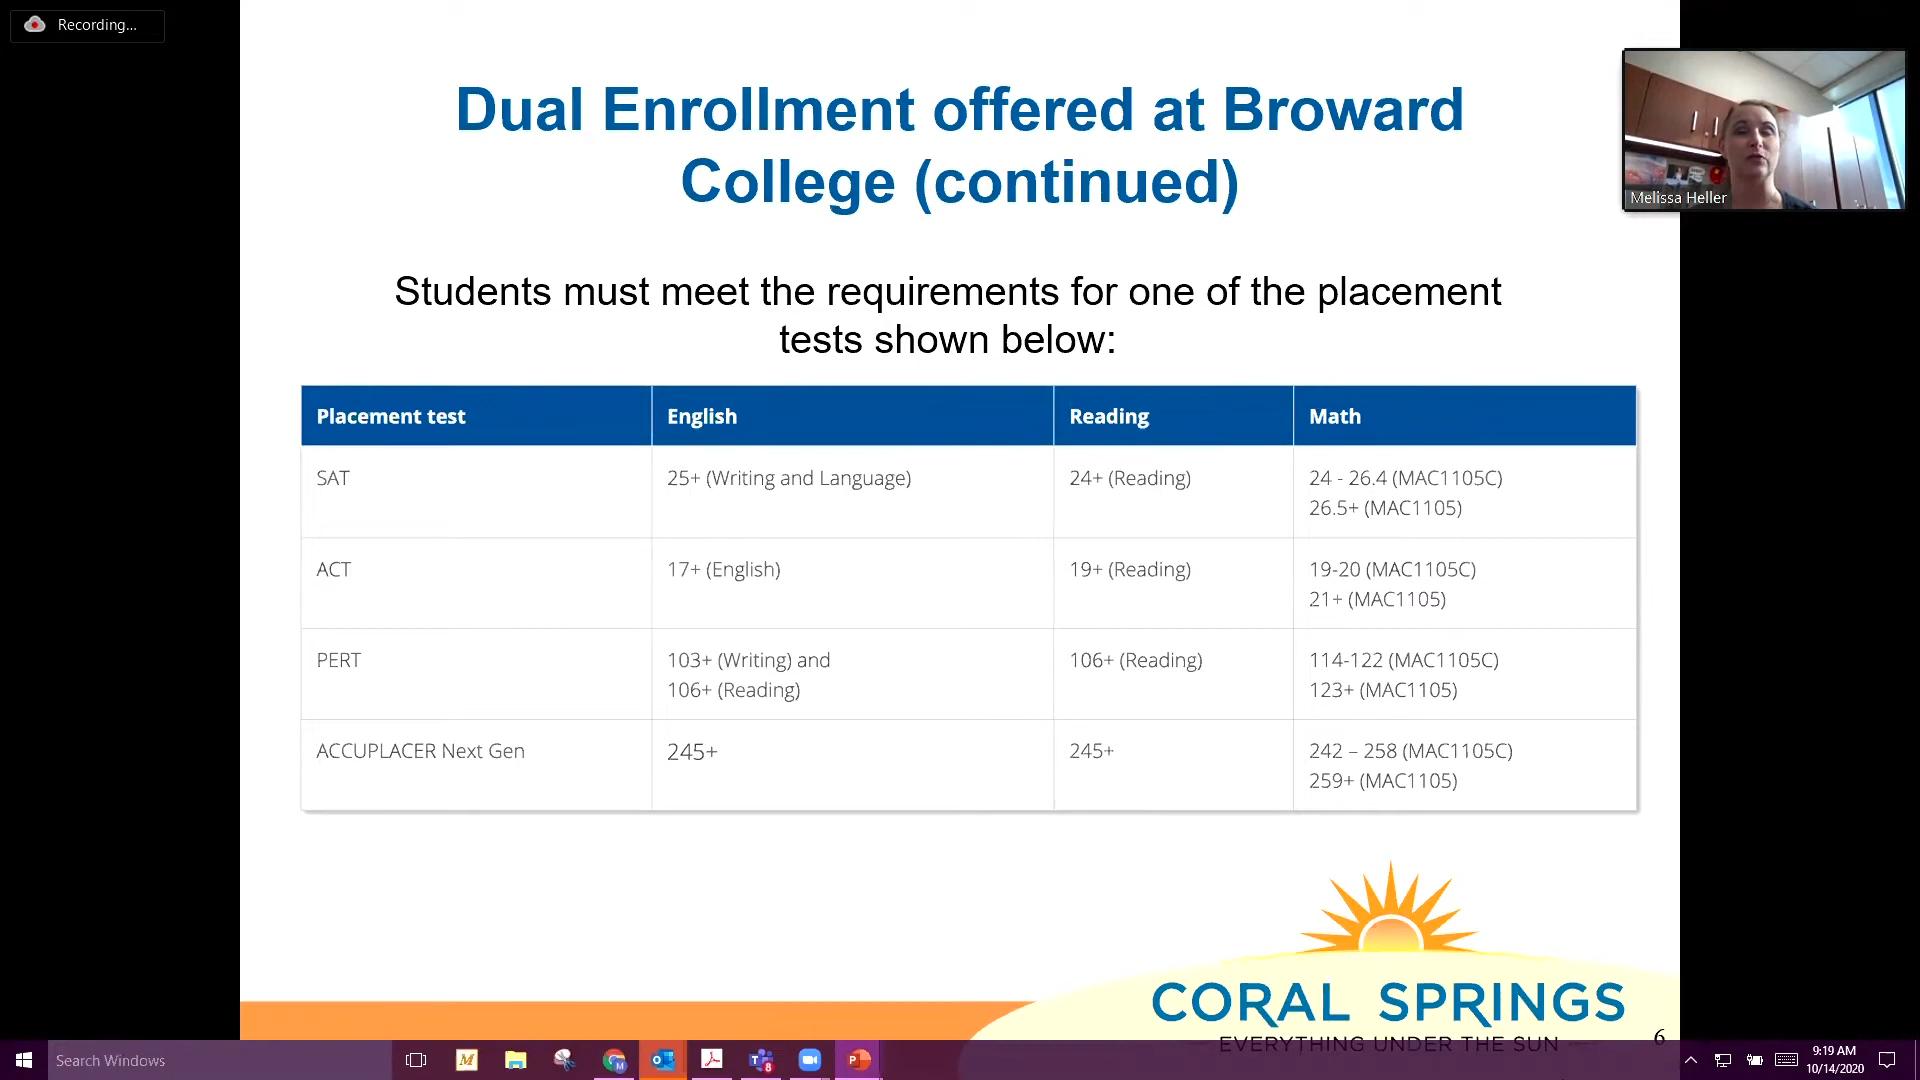 Recording...
Dual Enrollment offered at Broward
College (continued)
Melissa Heller
Students must meet the requirements for one of the placement
tests shown below:
Placement test English Reading Math
SAT 25+ (Writing and Language) 24+ (Reading) 24 - 26.4 (MAC1105C)
26.5+ (MAC1105)
ACT 17+ (English) 19+ (Reading) 19-20 (MAC1105C)
21+ (MAC1105)
PERT 103+ (Writing) and 106+ (Reading) 114-122 (MAC1105C)
106+ (Reading) 123+ (MAC1105)
ACCUPLACER Next Gen 245+ 245+ 242 – 258 (MAC1105C)
259+ (MAC1105)
CORAL SPRINGS
EVERYTHING UNDER THE SUN
6
Search Windows
9:19 AM
10/14/2020